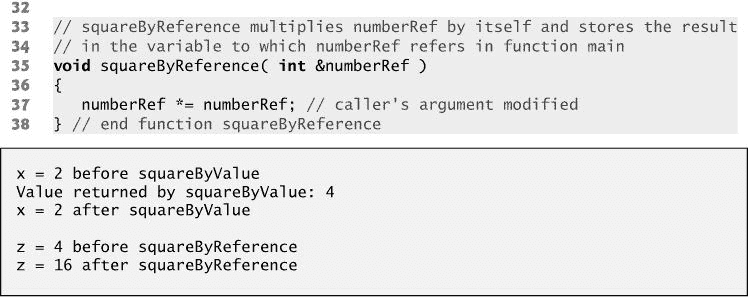 32
33 // squareByReference multiplies numberRef by itself and stores the result
34 // in the variable to which numberRef refers in function main
35 void squareByReference( int &numberRef )
36 {
37    numberRef *= numberRef; // caller's argument modified
38 } // end function squareByReference
x = 2 before squareByValue
Value returned by squareByValue: 4
x = 2 after squareByValue
z = 4 before squareByReference
z = 16 after squareByReference